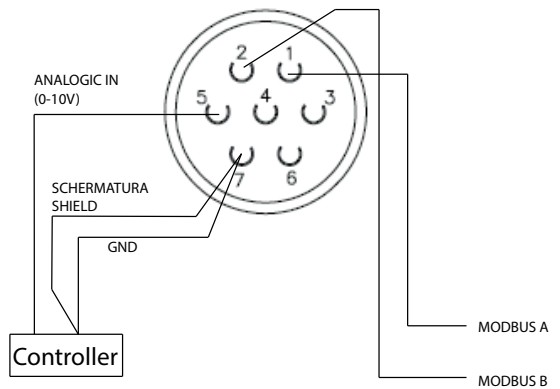 2 1
ANALOGIC IN
(0-10V)
5 4 3
SCHERMATURA
SHIELD
7 6
GND
MODBUS A
Controller
MODBUS B